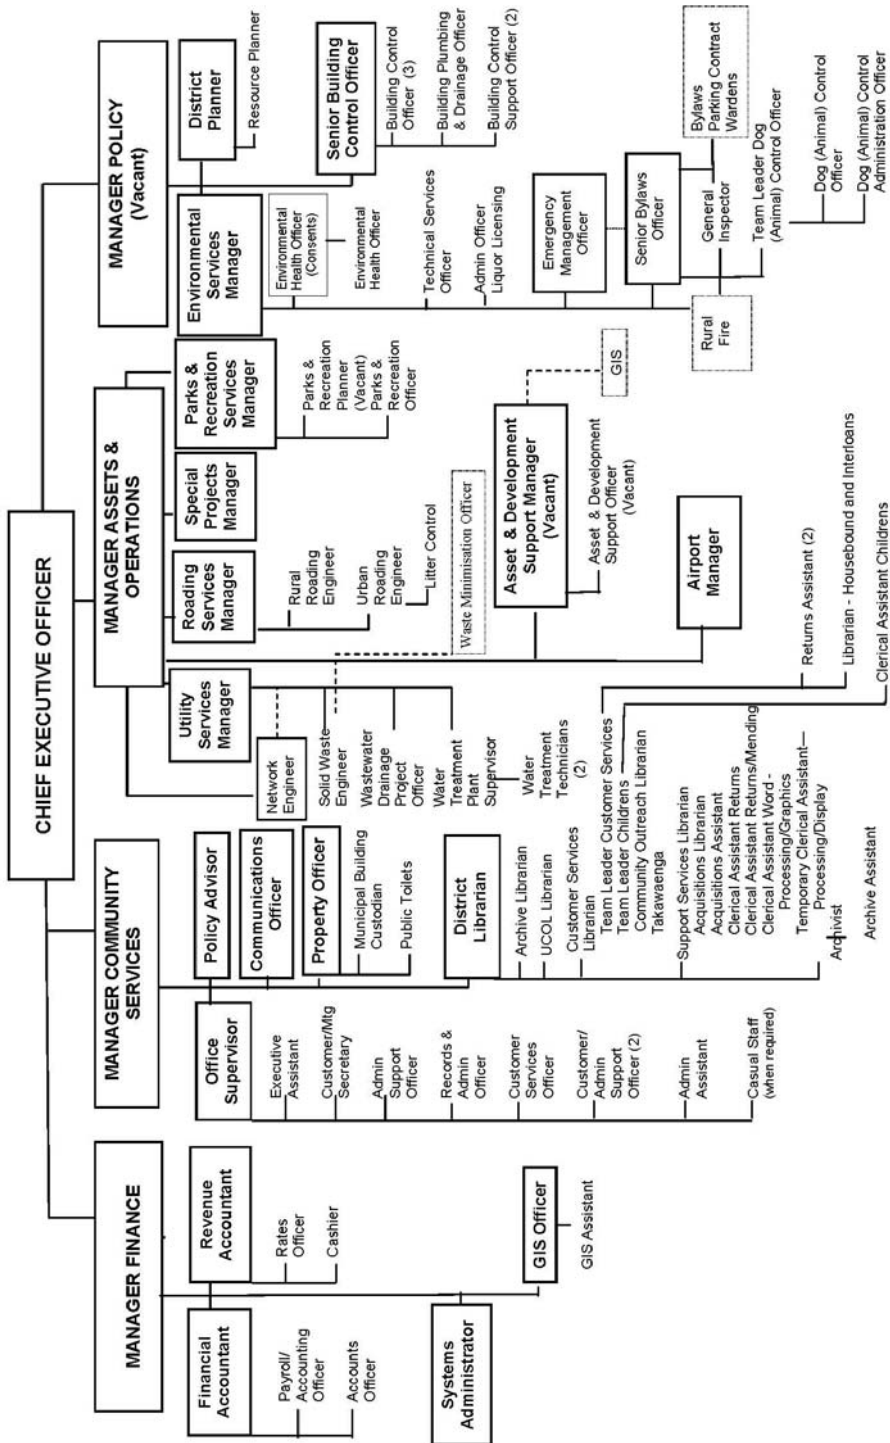 CHIEF EXECUTIVE OFFICER
MANAGER FINANCE
Financial
Accountant
Payroll/
Accounting
Officer
Accounts
Officer
Revenue
Accountant
Rates
Officer
Cashier
Systems
Administrator
GIS Officer
GIS Assistant
MANAGER COMMUNITY
SERVICES
Office
Supervisor
Executive
Assistant
Customer/Mtg
Secretary
Admin
Support
Officer
Records &
Admin
Officer
Customer
Services
Officer
Customer/
Admin
Support
Officer (2)
Admin
Assistant
Casual Staff
(when required)
Policy Advisor
Communications
Officer
Property Officer
Municipal Building
Custodian
Public Toilets
District
Librarian
Archive Librarian
UCOL Librarian
Customer Services
Librarian
Team Leader Customer Services
Team Leader Childrens
Community Outreach Librarian
Takawaenga
Returns Assistant (2)
Librarian - Housebound and Interloans
Clerical Assistant Childrens
Support Services Librarian
Acquisitions Librarian
Acquisitions Assistant
Clerical Assistant Returns
Clerical Assistant Returns/Mending
Clerical Assistant Word -
Processing/Graphics
Temporary Clerical Assistant—
Processing/Display
Archivist
Archive Assistant
MANAGER ASSETS &
OPERATIONS
Utility
Services
Manager
Network
Engineer
Solid Waste
Engineer
Wastewater
Drainage
Project
Officer
Water
Treatment
Plant
Supervisor
Water
Treatment
Technicians
(2)
Roading
Services
Manager
Rural
Roading
Engineer
Urban
Roading
Engineer
Litter Control
Waste Minimisation Officer
Special
Projects
Manager
Parks &
Recreation
Services
Manager
Parks &
Recreation
Planner
(Vacant)
Parks &
Recreation
Officer
Asset & Development
Support Manager
(Vacant)
Asset & Development
Support Officer
(Vacant)
GIS
Airport
Manager
MANAGER POLICY
(Vacant)
Environmental
Services
Manager
Environmental
Health Officer
(Consents)
Environmental
Health Officer
Technical Services
Officer
Admin Officer
Liquor Licensing
Emergency
Management
Officer
Senior Bylaws
Officer
Rural
Fire
General
Inspector
Bylaws
Parking Contract
Wardens
Team Leader Dog
(Animal) Control Officer
Dog (Animal) Control
Officer
Dog (Animal) Control
Administration Officer
District
Planner
Resource Planner
Senior Building
Control Officer
Building Control
Officer (3)
Building Plumbing
& Drainage Officer
Building Control
Support Officer (2)